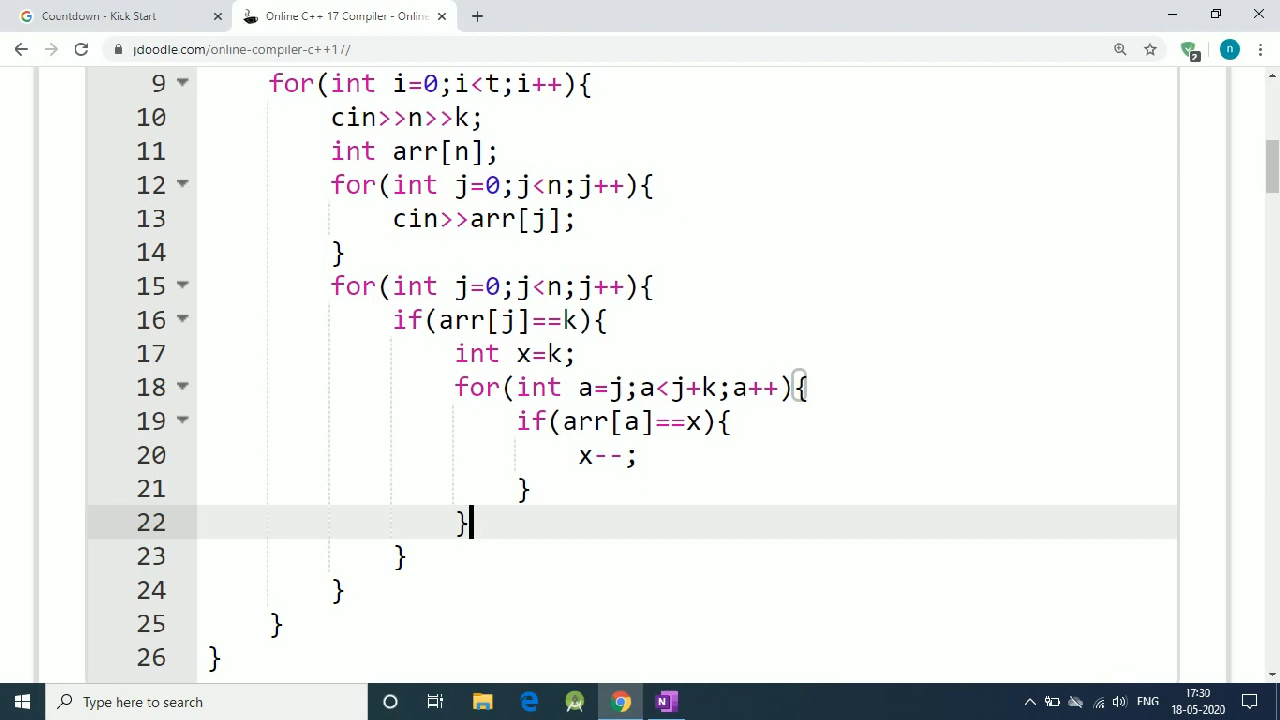 Countdown - Kick Start
Online C++ 17 Compiler - Online
jdoodle.com/online-compiler-c++17/
2
n
9 for(int i=0;i<t;i++){
10 cin>>n>>k;
11 int arr[n];
12 for(int j=0;j<n;j++){
13 cin>>arr[j];
14 }
15 for(int j=0;j<n;j++){
16 if(arr[j]==k){
17 int x=k;
18 for(int a=j;a<j+k;a++){
19 if(arr[a]==x){
20 x--;
21 }
22 }
23 }
24 }
25 }
26 }
Type here to search
N
ENG
17:30
18-05-2020